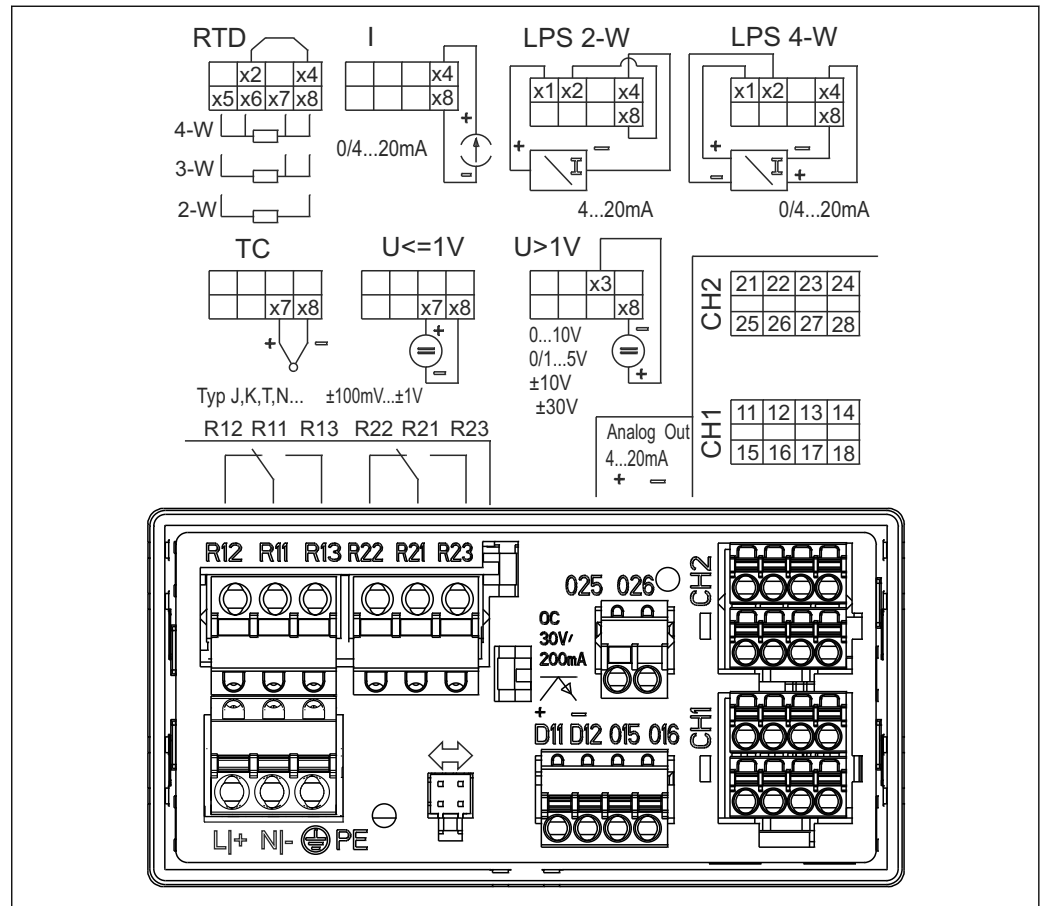 RTD I LPS 2-W LPS 4-W
x2 x4 x4 x1 x2 x4 x1 x2 x4
x5 x6 x7 x8 x8 x8 x8
4-W + + − + −
0/4...20mA I I
3-W − − +
2-W 4...20mA 0/4...20mA
TC U<=1V U>1V
x3 21 22 23 24
CH2
x7 x8 x7 x8 x8 25 26 27 28
+ − + − 0...10V −
0/1...5V
− ±10V +
Typ J,K,T,N... ±100mV...±1V ±30V
R12 R11 R13 R22 R21 R23 Analog Out 11 12 13 14
CH1
4...20mA 15 16 17 18
+ −
R12 R11 R13 R22 R21 R23
O25 O26 CH2
OC
30V
200mA
+ −
D11 D12 O15 O16 CH1
L|+ N|- PE